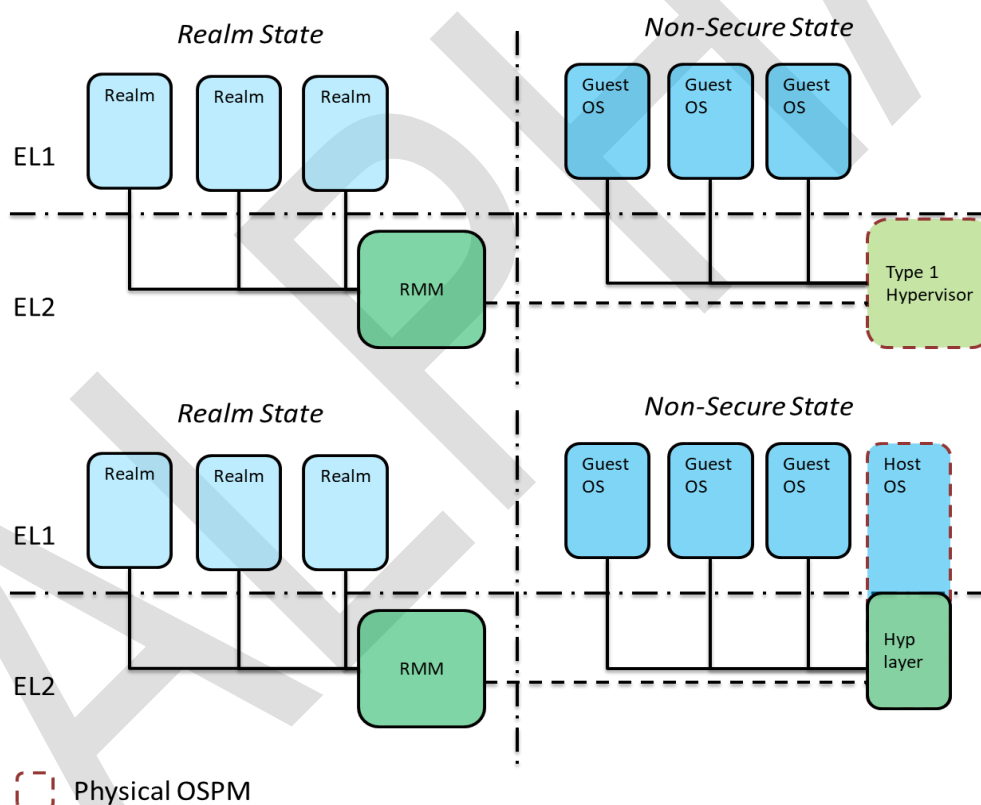 Realm State
Non-Secure State
Realm
Realm
Realm
Guest
OS
Guest
OS
Guest
OS
EL1
RMM
Type 1
Hypervisor
EL2
Realm State
Non-Secure State
Realm
Realm
Realm
Guest
OS
Guest
OS
Guest
OS
Host
OS
EL1
RMM
Hyp
layer
EL2
Physical OSPM
ALPHA